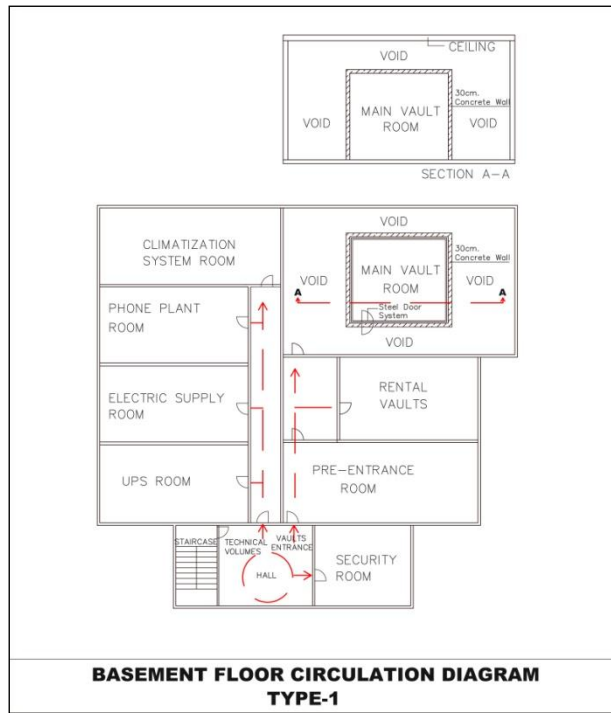 CEILING
VOID
30cm.
Concrete Wall
MAIN VAULT
ROOM
VOID
VOID
SECTION A-A
VOID
CLIMATIZATION
SYSTEM ROOM
30cm.
Concrete Wall
VOID
MAIN VAULT
ROOM
VOID
A
A
Steel Door
System
PHONE PLANT
ROOM
VOID
ELECTRIC SUPPLY
ROOM
RENTAL
VAULTS
UPS ROOM
PRE-ENTRANCE
ROOM
STAIRCASE
TECHNICAL
VOLUMES
VAULTS
ENTRANCE
HALL
SECURITY
ROOM
BASEMENT FLOOR CIRCULATION DIAGRAM
TYPE-1